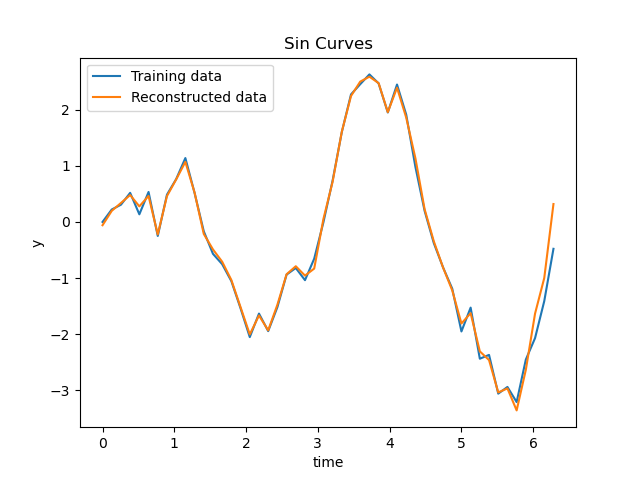 Sin Curves
Training data
Reconstructed data
2
1
0
−1
−2
−3
y
0 1 2 3 4 5 6
time